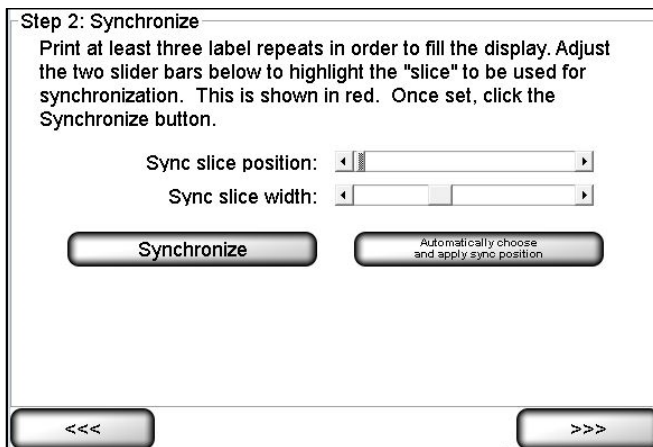 Step 2: Synchronize
Print at least three label repeats in order to fill the display. Adjust
the two slider bars below to highlight the "slice" to be used for
synchronization.  This is shown in red.  Once set, click the
Synchronize button.
Sync slice position:
Sync slice width:
Synchronize
Automatically choose
and apply sync position
<<<
>>>